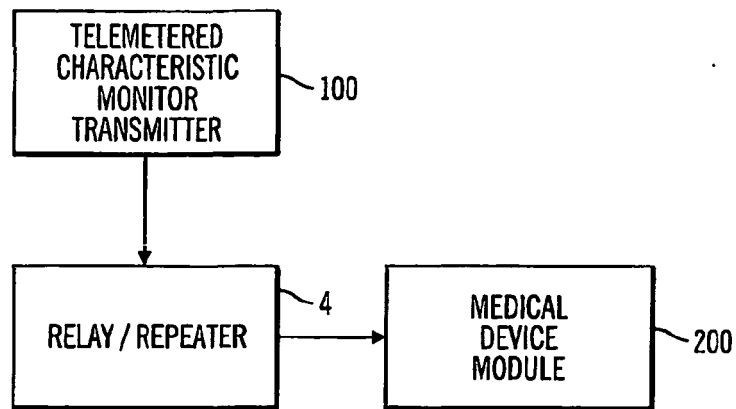 TELEMETERED
CHARACTERISTIC
MONITOR
TRANSMITTER
100
RELAY / REPEATER
4
MEDICAL
DEVICE
MODULE
200